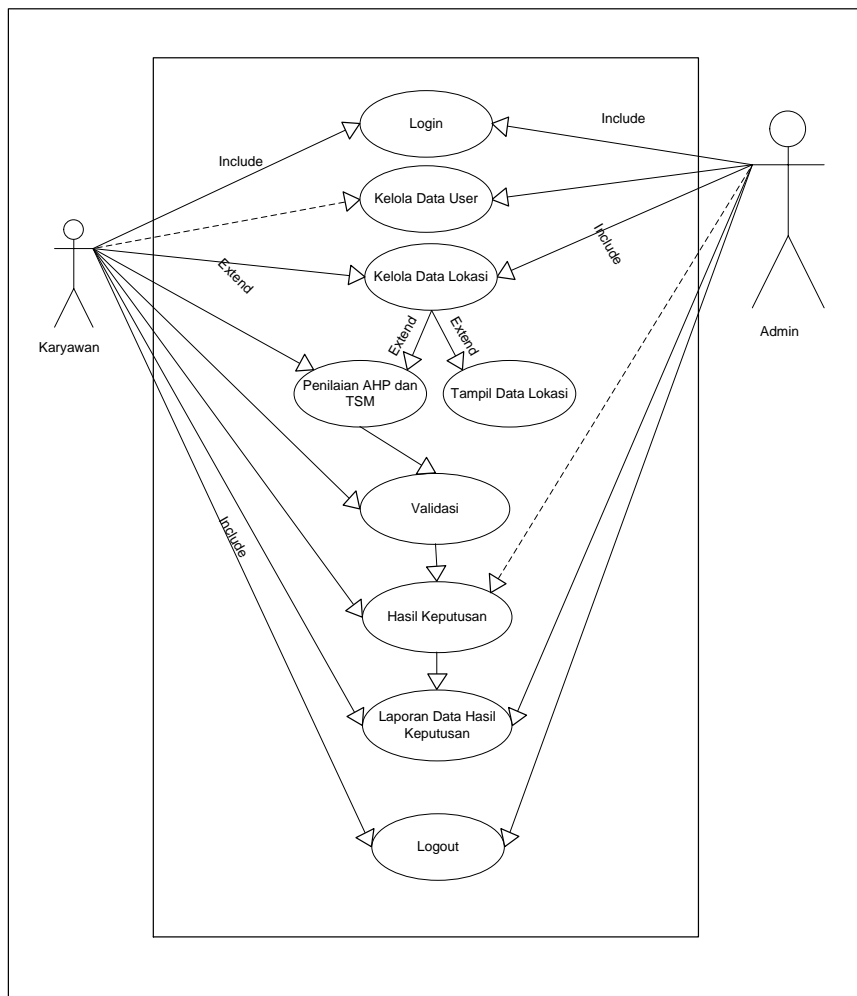 Login
Include
Include
Kelola Data User
Include
Kelola Data Lokasi
Extend
Karyawan
Admin
Extend
Extend
Penilaian AHP dan
TSM
Tampil Data Lokasi
Validasi
Include
Hasil Keputusan
Laporan Data Hasil
Keputusan
Logout